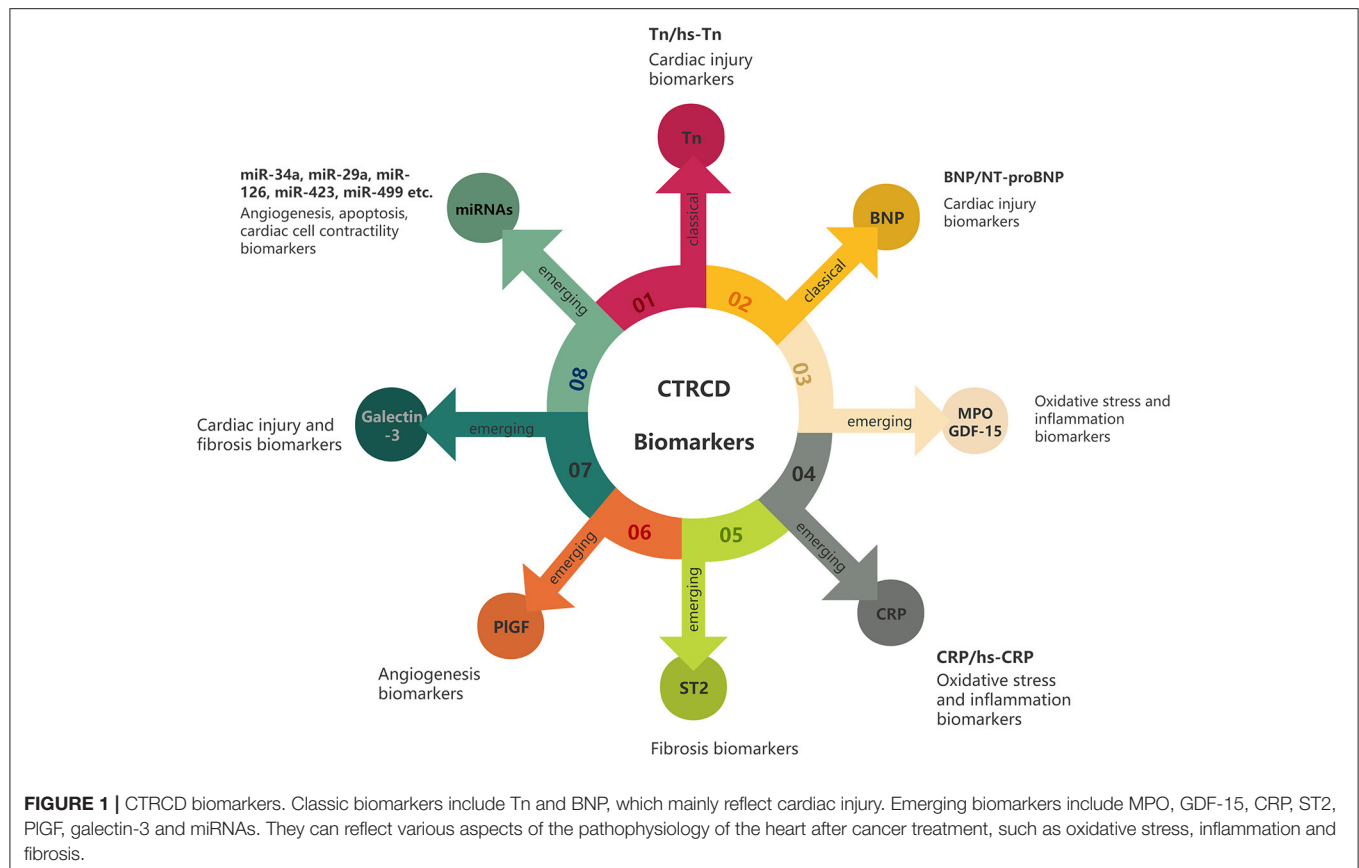 Tn/hs-Tn
Cardiac injury
biomarkers
Tn
classical
01
BNP/NT-proBNP
Cardiac injury
biomarkers
BNP
classical
02
MPO
GDF-15
Oxidative stress and
inflammation
biomarkers
emerging
03
CRP
CRP/hs-CRP
Oxidative stress
and inflammation
biomarkers
emerging
04
ST2
Fibrosis biomarkers
emerging
05
PlGF
Angiogenesis
biomarkers
emerging
06
Galectin
-3
Cardiac injury and
fibrosis biomarkers
emerging
07
miR-34a, miR-29a, miR-
126, miR-423, miR-499 etc.
Angiogenesis, apoptosis,
cardiac cell contractility
biomarkers
miRNAs
emerging
08
CTRCD
Biomarkers
FIGURE 1 | CTRCD biomarkers. Classic biomarkers include Tn and BNP, which mainly reflect cardiac injury. Emerging biomarkers include MPO, GDF-15, CRP, ST2,
PlGF, galectin-3 and miRNAs. They can reflect various aspects of the pathophysiology of the heart after cancer treatment, such as oxidative stress, inflammation and
fibrosis.